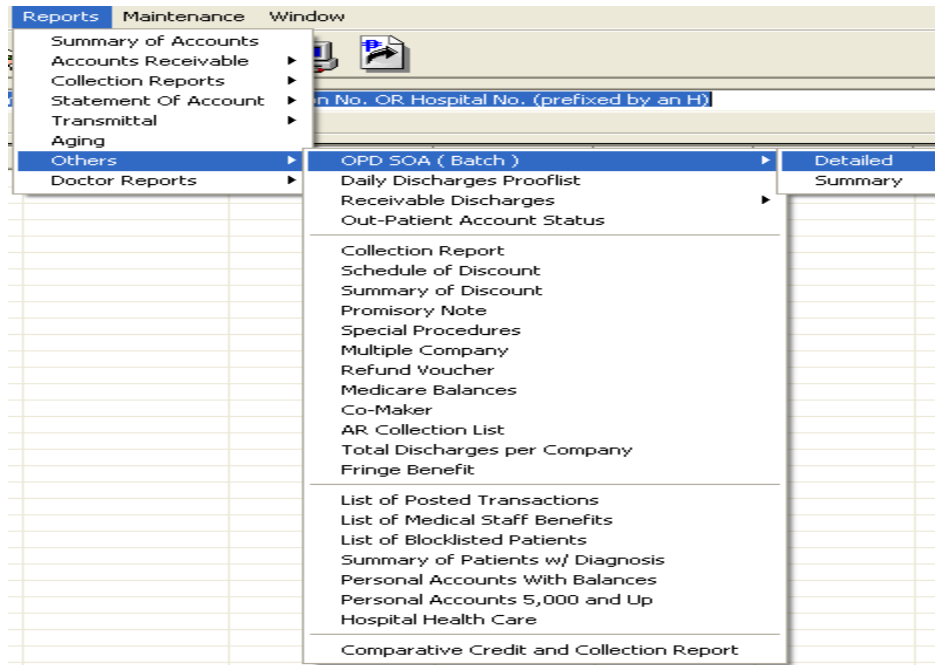 Reports Maintenance Window
Summary of Accounts
Accounts Receivable
Collection Reports
Statement Of Account
Transmittal
Aging
Others
Doctor Reports
No. OR Hospital No. (prefixed by an H)
OPD SOA ( Batch )
Daily Discharges Prooflist
Receivable Discharges
Out-Patient Account Status
Collection Report
Schedule of Discount
Summary of Discount
Promisory Note
Special Procedures
Multiple Company
Refund Voucher
Medicare Balances
Co-Maker
AR Collection List
Total Discharges per Company
Fringe Benefit
List of Posted Transactions
List of Medical Staff Benefits
List of Blocklisted Patients
Summary of Patients w/ Diagnosis
Personal Accounts With Balances
Personal Accounts 5,000 and Up
Hospital Health Care
Comparative Credit and Collection Report
Detailed
Summary